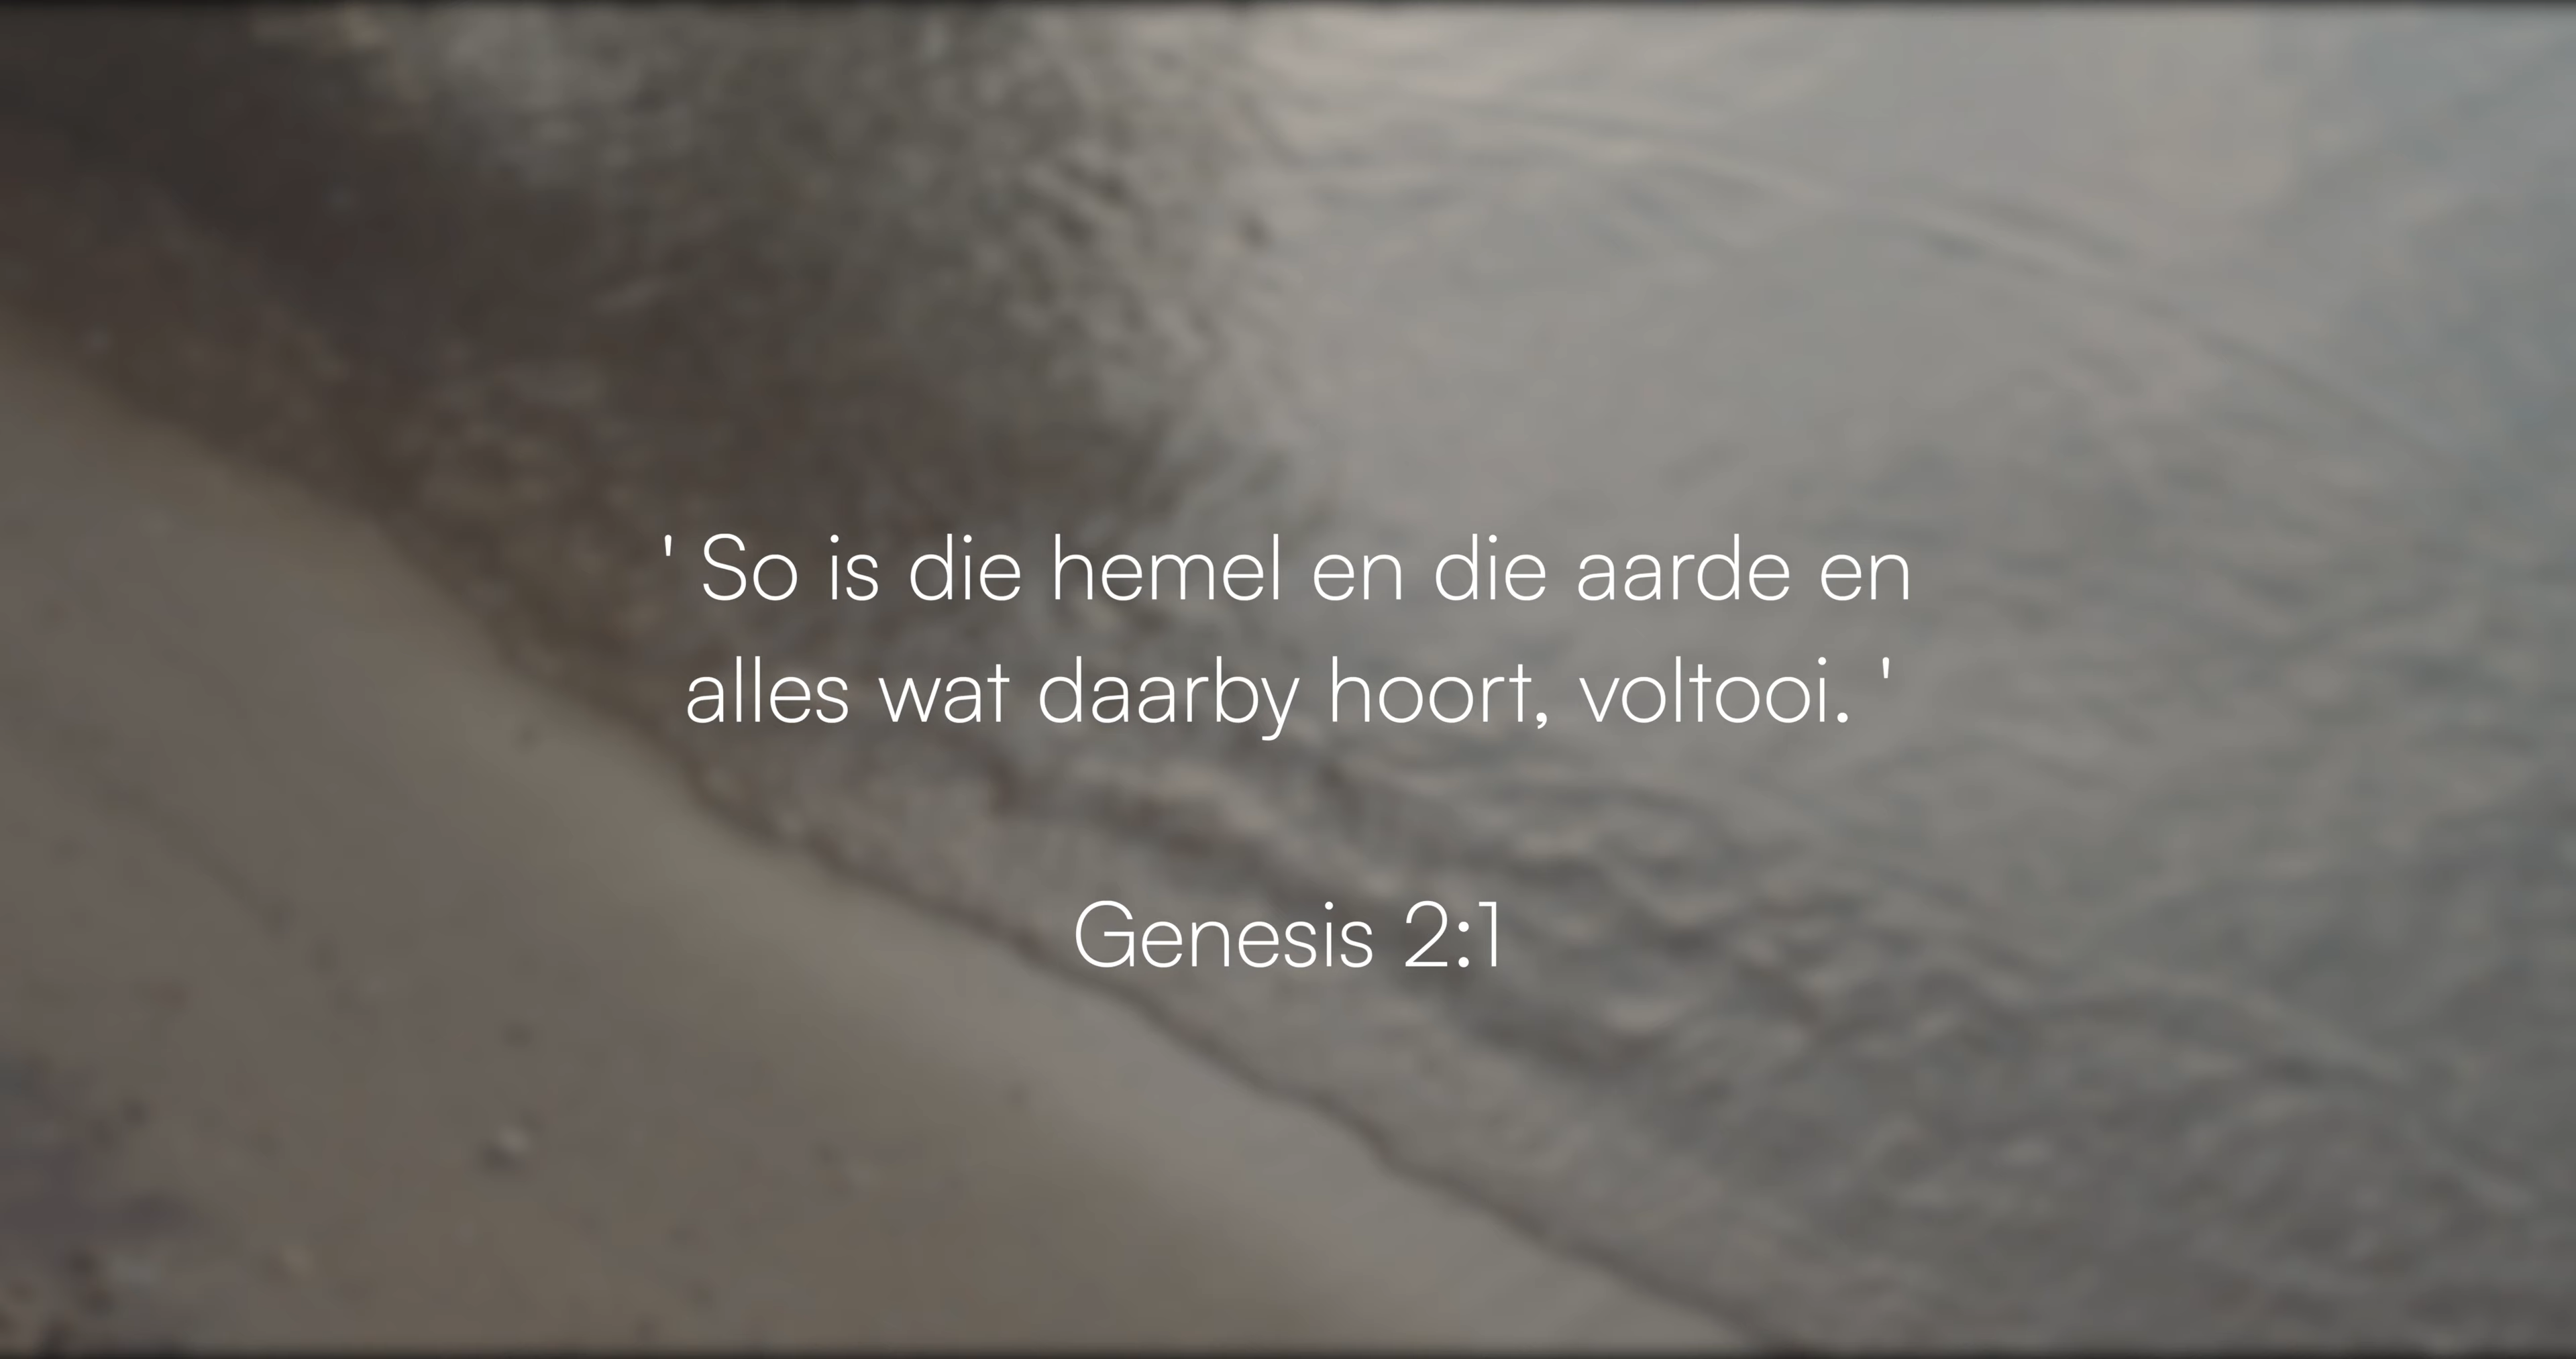 ' So is die hemel en die aarde en
alles wat daarby hoort, voltooi. '
Genesis 2:1